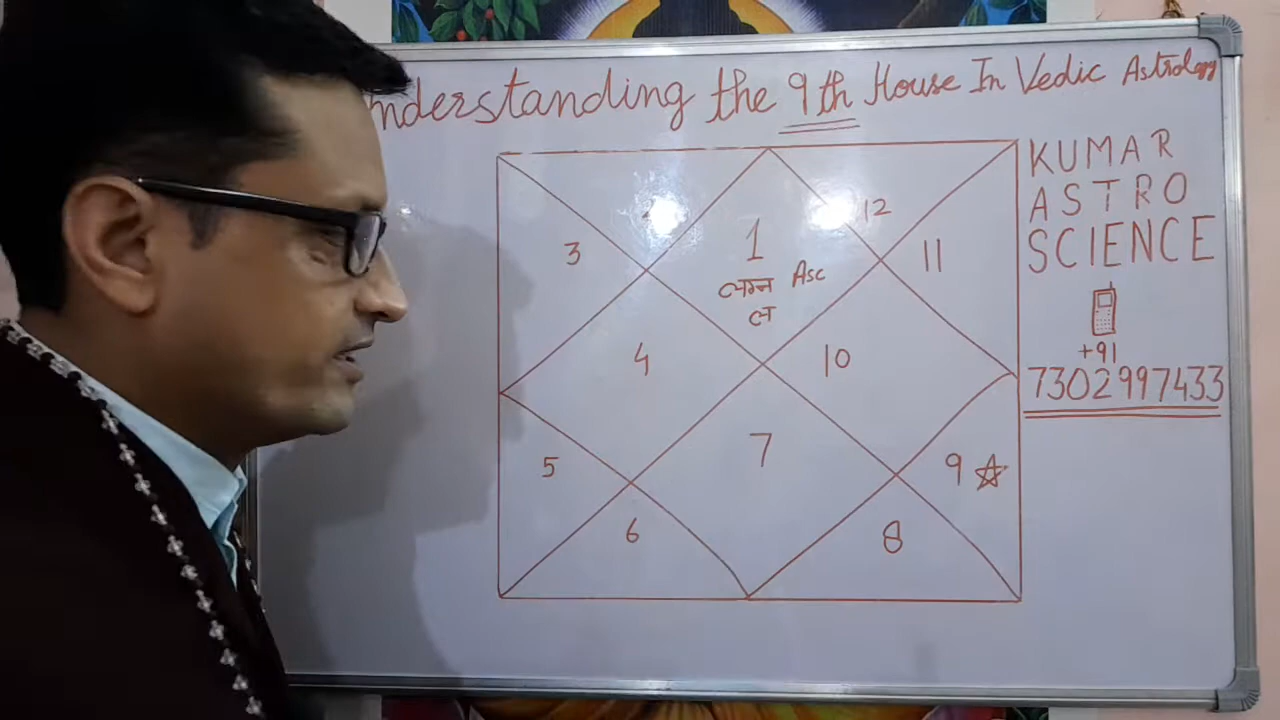 nderstanding the 9th House In Vedic Astrology
KUMAR
ASTRO
SCIENCE
+91
7302997433
12
3
1
11
लग्न Asc
ल
4
10
7
5
9
6
8